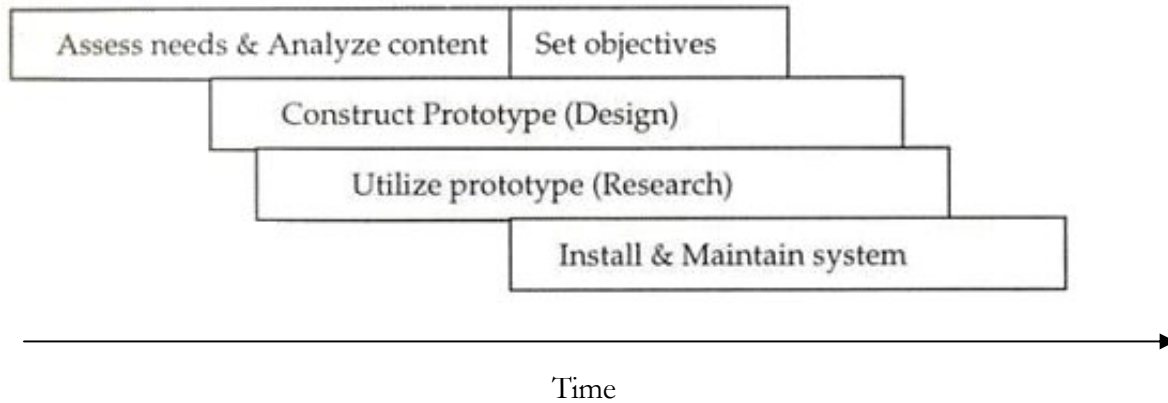 Assess needs & Analyze content
Set objectives
Construct Prototype (Design)
Utilize prototype (Research)
Install & Maintain system
Time